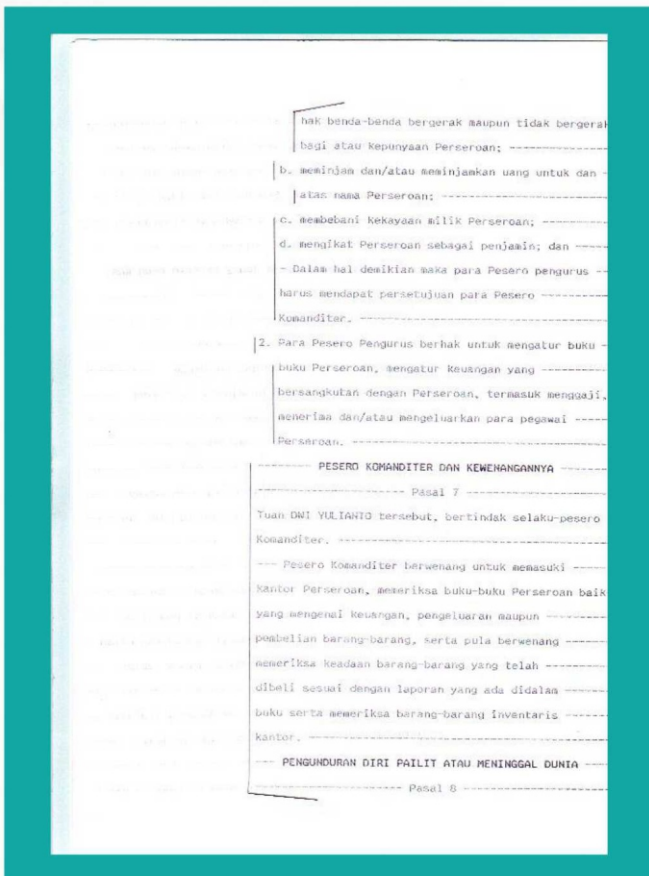 hak benda-benda bergerak maupun tidak bergerak
bagi atau kepunyaan Perseroan; ----------
b. meminjam dan/atau meminjamkan uang untuk dan -
atas nama Perseroan; ----------
c. membebani kekayaan milik Perseroan; -------
d. mengikat Perseroan sebagai penjamin; dan -----
- Dalam hal demikian maka para Pesero pengurus --
harus mendapat persetujuan para Pesero --------
Komanditer. ----------
2. Para Pesero Pengurus berhak untuk mengatur buku -
buku Perseroan, mengatur keuangan yang --------
bersangkutan dengan Perseroan, termasuk menggaji,
menerima dan/atau mengeluarkan para pegawai -----
Perseroan. ----------
------- PESERO KOMANDITER DAN KEWENANGANNYA -------
---------- Pasal 7 ----------
Tuan DWI YULIANTO tersebut, bertindak selaku-pesero
Komanditer. ----------
--- Pesero Komanditer berwenang untuk memasuki -----
kantor Perseroan, memeriksa buku-buku Perseroan baik
yang mengenai keuangan, pengeluaran maupun --------
pembelian barang-barang, serta pula berwenang ------
memeriksa keadaan barang-barang yang telah --------
dibeli sesuai dengan laporan yang ada didalam ------
buku serta memeriksa barang-barang inventaris ------
kantor. ----------
--- PENGUNDURAN DIRI PAILIT ATAU MENINGGAL DUNIA ----
---------- Pasal 8 ----------